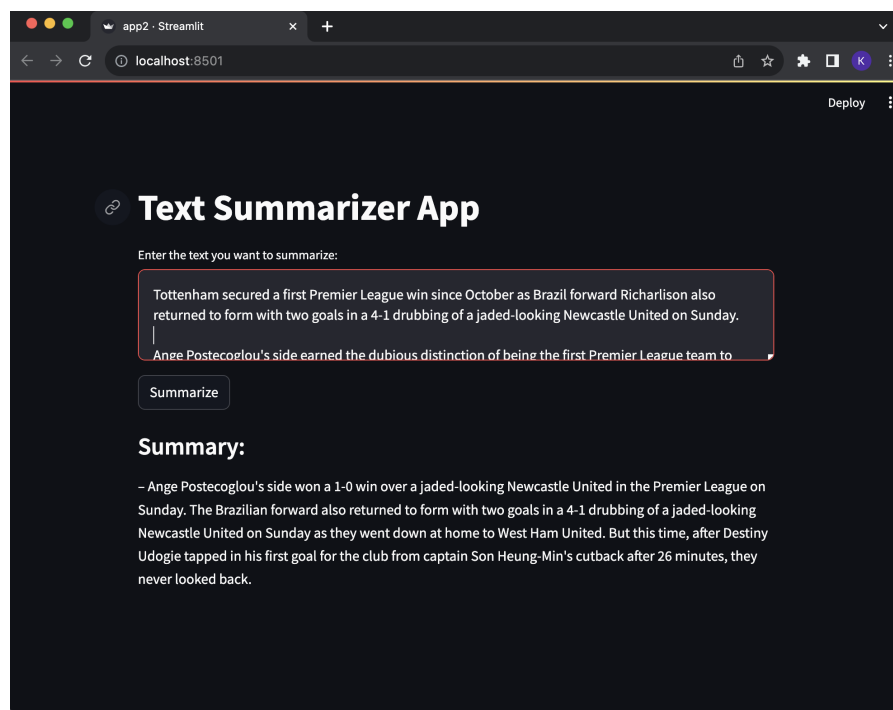 app2 · Streamlit
localhost:8501
K
Deploy
Text Summarizer App
Enter the text you want to summarize:
Tottenham secured a first Premier League win since October as Brazil forward Richarlison also
returned to form with two goals in a 4-1 drubbing of a jaded-looking Newcastle United on Sunday.
Ange Postecoglou's side earned the dubious distinction of being the first Premier League team to
Summarize
Summary:
– Ange Postecoglou's side won a 1-0 win over a jaded-looking Newcastle United in the Premier League on
Sunday. The Brazilian forward also returned to form with two goals in a 4-1 drubbing of a jaded-looking
Newcastle United on Sunday as they went down at home to West Ham United. But this time, after Destiny
Udogie tapped in his first goal for the club from captain Son Heung-Min's cutback after 26 minutes, they
never looked back.